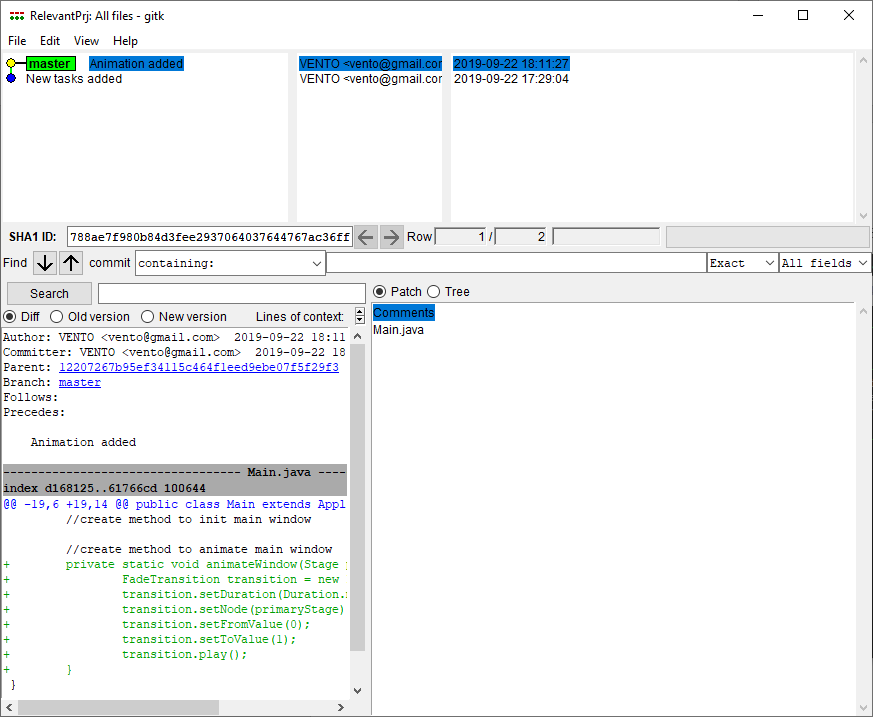 RelevantPrj: All files - gitk
File Edit View Help
master Animation added VENTO <vento@gmail.com 2019-09-22 18:11:27
New tasks added VENTO <vento@gmail.com 2019-09-22 17:29:04
SHA1 ID: 788ae7f980b84d3fee2937064037644767ac36ff Row 1 / 2
Find commit containing: Exact All fields
Search
Patch Tree
Diff Old version New version Lines of context:
Comments
Main.java
Author: VENTO <vento@gmail.com> 2019-09-22 18:11
Committer: VENTO <vento@gmail.com> 2019-09-22 18
Parent: 12207267b95ef34115c464f1eed9ebe07f5f29f3
Branch: master
Follows:
Precedes:
Animation added
---------------------------------- Main.java ----
index d168125..61766cd 100644
@@ -19,6 +19,14 @@ public class Main extends Appl
//create method to init main window
//create method to animate main window
+ private static void animateWindow(Stage
+ FadeTransition transition = new
+ transition.setDuration(Duration.
+ transition.setNode(primaryStage)
+ transition.setFromValue(0);
+ transition.setToValue(1);
+ transition.play();
+ }
}